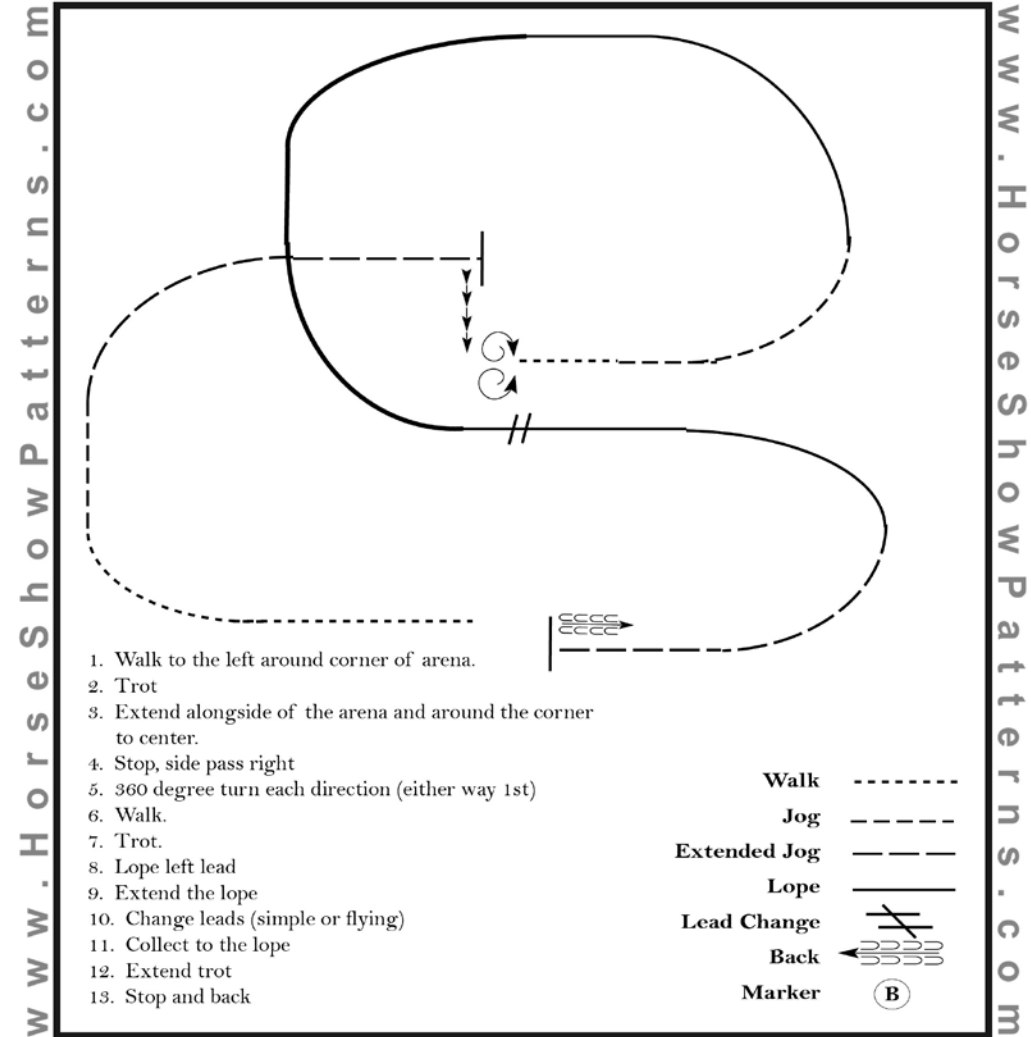 www.HorseShowPatterns.com
www.HorseShowPatterns.com
1. Walk to the left around corner of arena.
2. Trot
3. Extend alongside of the arena and around the corner
to center.
4. Stop, side pass right
5. 360 degree turn each direction (either way 1st)
6. Walk.
7. Trot.
8. Lope left lead
9. Extend the lope
10. Change leads (simple or flying)
11. Collect to the lope
12. Extend trot
13. Stop and back
Walk
Jog
Extended Jog
Lope
Lead Change
Back
Marker B